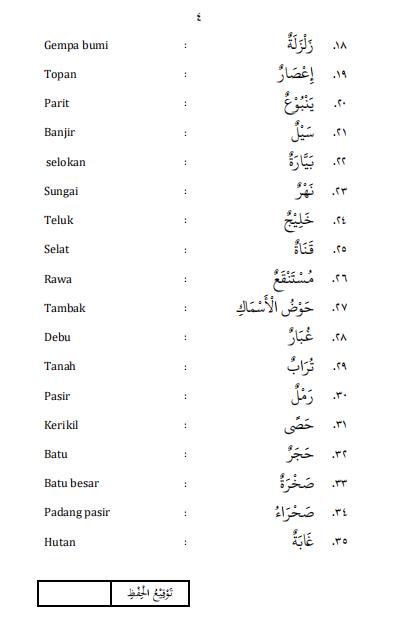 ٤
١٨. زَلْزَلَةٌ : Gempa bumi
١٩. إِعْصَارٌ : Topan
٢٠. يَنْبُوْعٌ : Parit
٢١. سَيْلٌ : Banjir
٢٢. بَيَّارَةٌ : selokan
٢٣. نَهْرٌ : Sungai
٢٤. خَلِيْجٌ : Teluk
٢٥. قَنَاةٌ : Selat
٢٦. مُسْتَنْقَعٌ : Rawa
٢٧. حَوْضُ الْأَسْمَاكِ : Tambak
٢٨. غُبَارٌ : Debu
٢٩. تُرَابٌ : Tanah
٣٠. رَمْلٌ : Pasir
٣١. حَصًى : Kerikil
٣٢. حَجَرٌ : Batu
٣٣. صَخْرَةٌ : Batu besar
٣٤. صَحْرَاءُ : Padang pasir
٣٥. غَابَةٌ : Hutan
تَوْقِيْعُ الْحِفْظِ